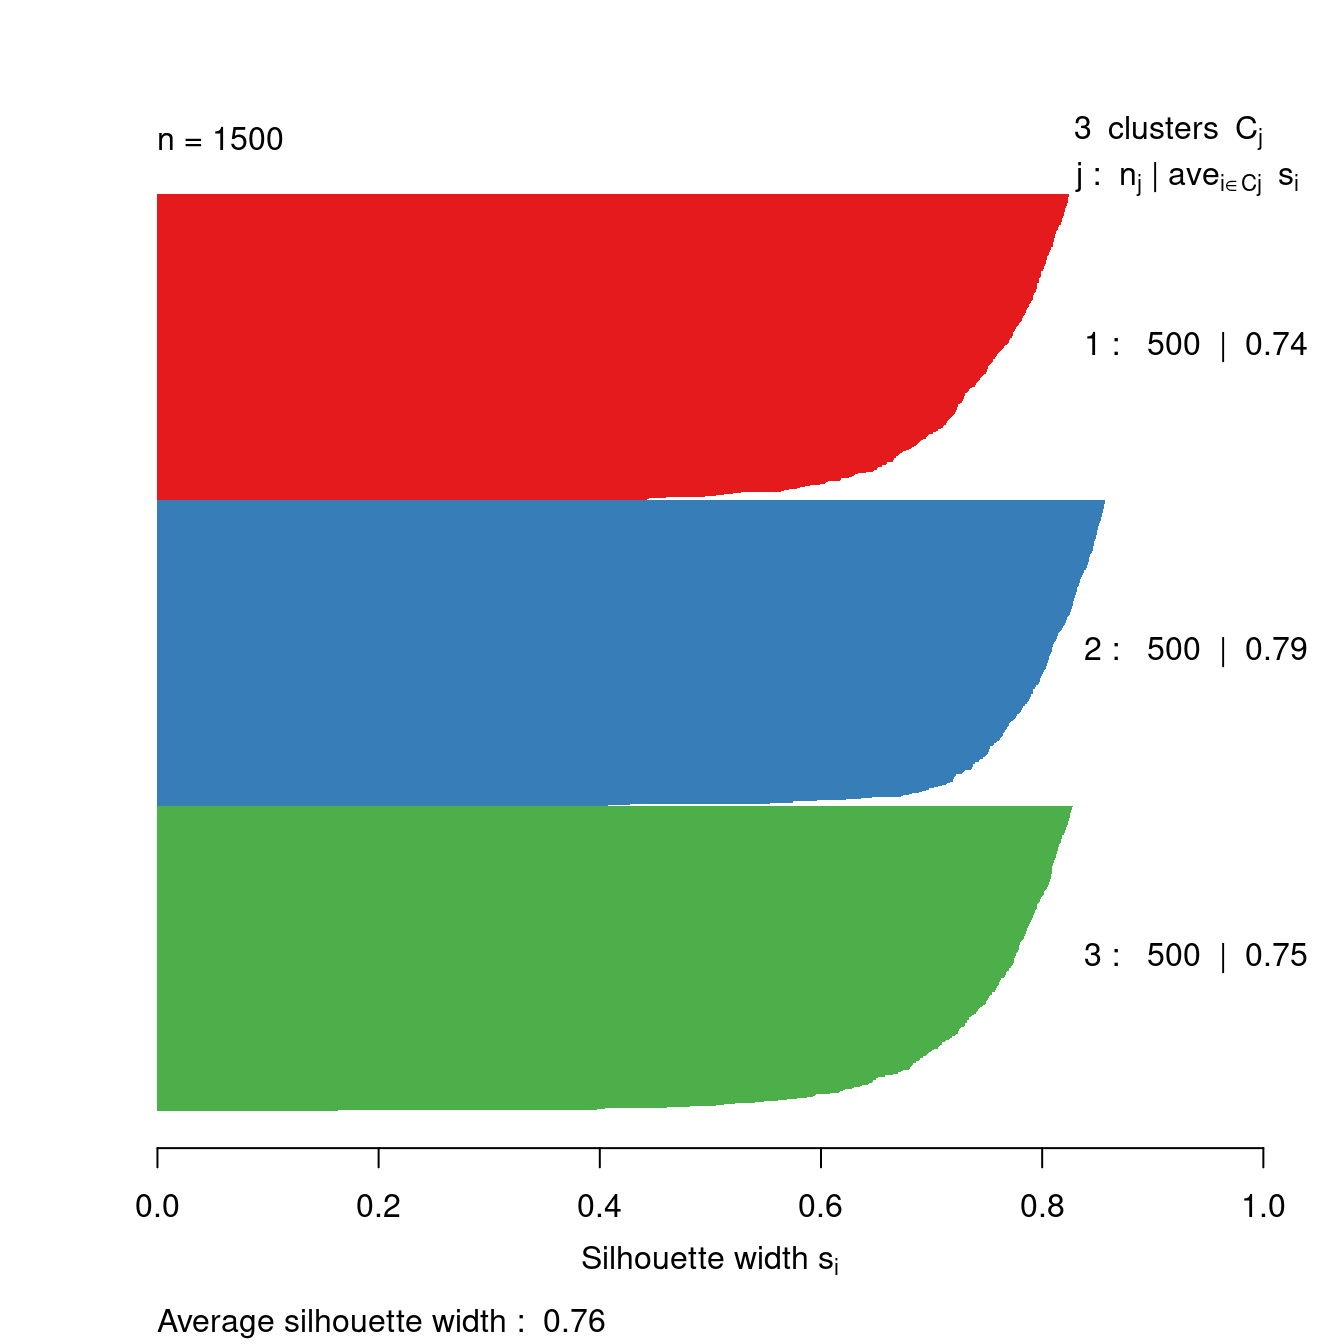 n = 1500
3 clusters Cj
j : nj | avei∈Cj si
1 : 500 | 0.74
2 : 500 | 0.79
3 : 500 | 0.75
0.0 0.2 0.4 0.6 0.8 1.0
Silhouette width si
Average silhouette width : 0.76